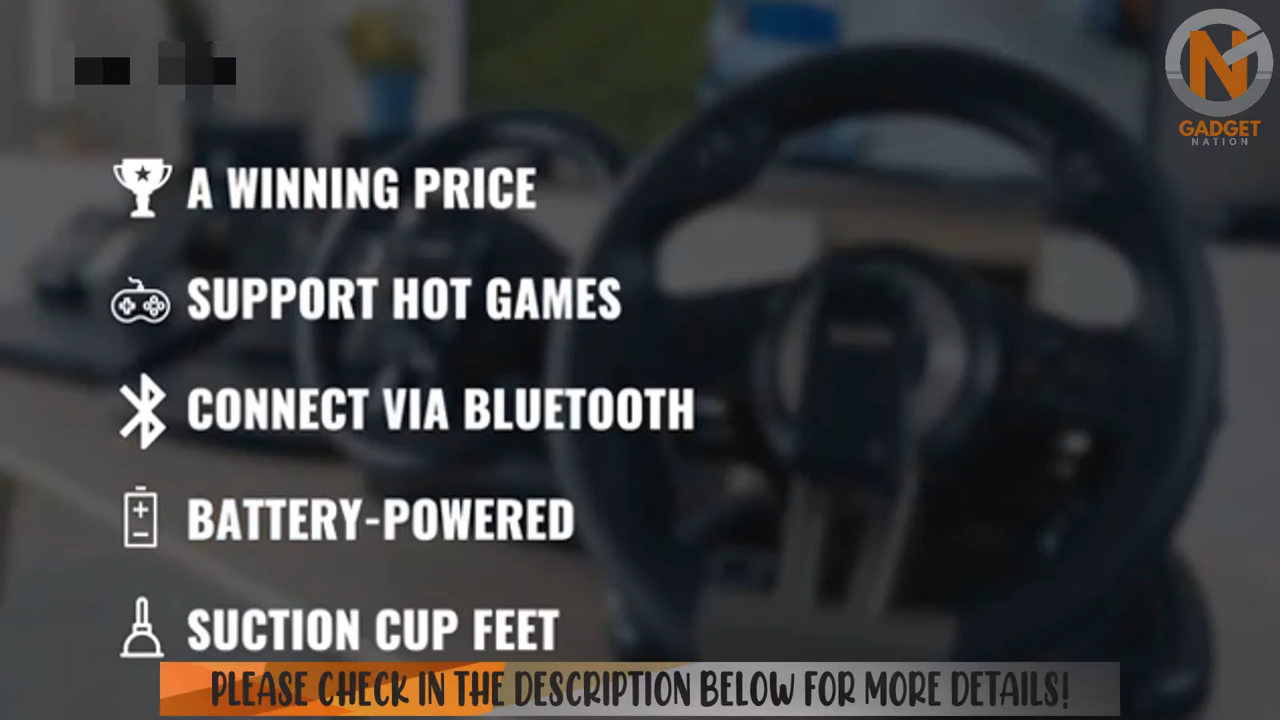 GADGET
NATION
A WINNING PRICE
SUPPORT HOT GAMES
CONNECT VIA BLUETOOTH
BATTERY-POWERED
SUCTION CUP FEET
PLEASE CHECK IN THE DESCRIPTION BELOW FOR MORE DETAILS!